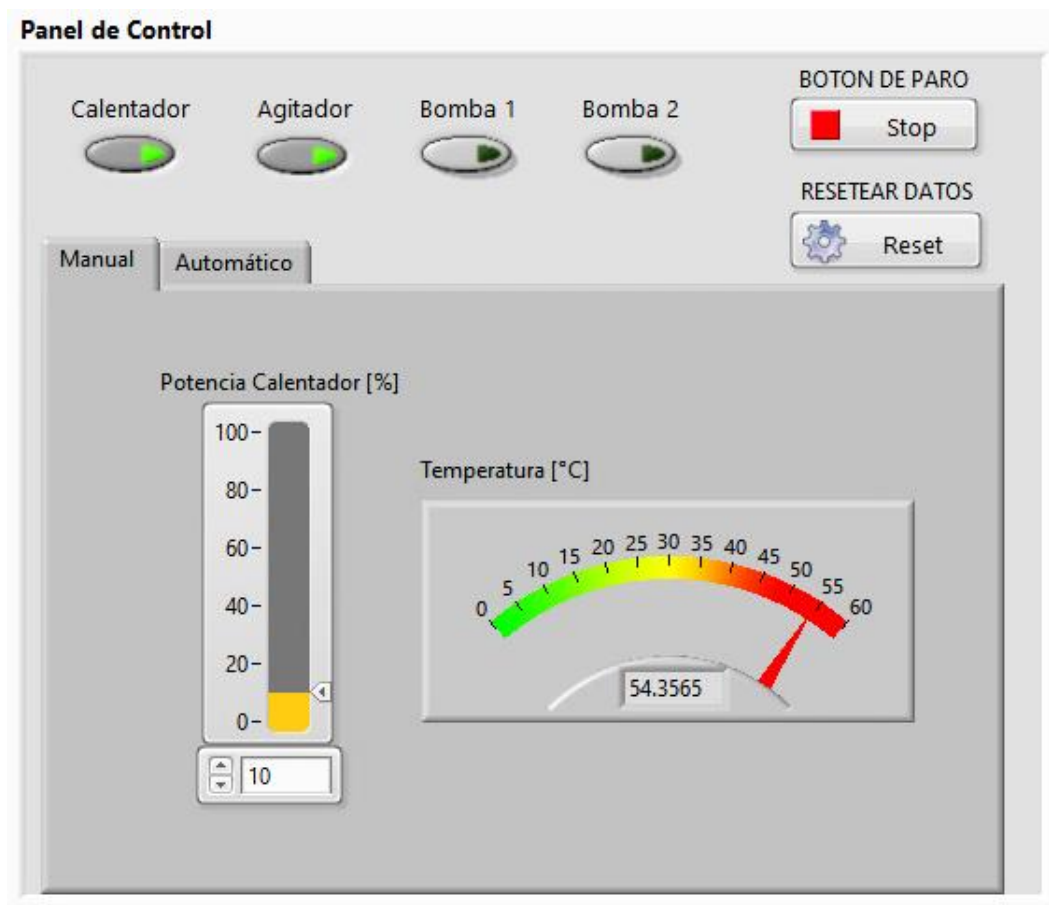 Panel de Control
Calentador Agitador Bomba 1 Bomba 2
BOTON DE PARO
Stop
RESETEAR DATOS
Reset
Manual Automático
Potencia Calentador [%]
100
80
60
40
20
0
10
Temperatura [°C]
0 5 10 15 20 25 30 35 40 45 50 55 60
54.3565